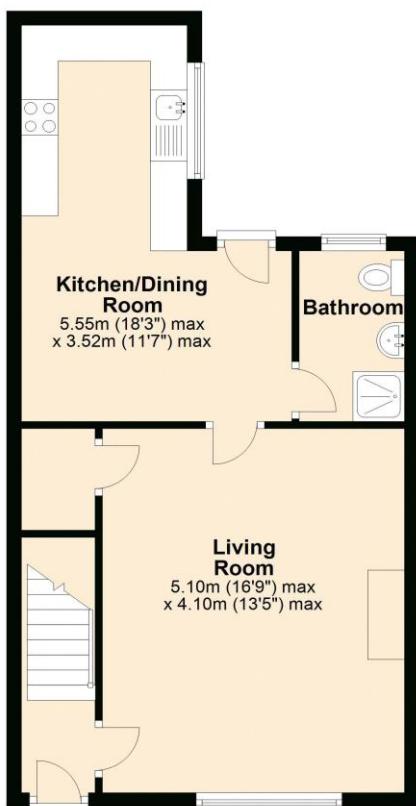 Kitchen/Dining
Room
5.55m (18'3") max
x 3.52m (11'7") max
Bathroom
Living
Room
5.10m (16'9") max
x 4.10m (13'5") max